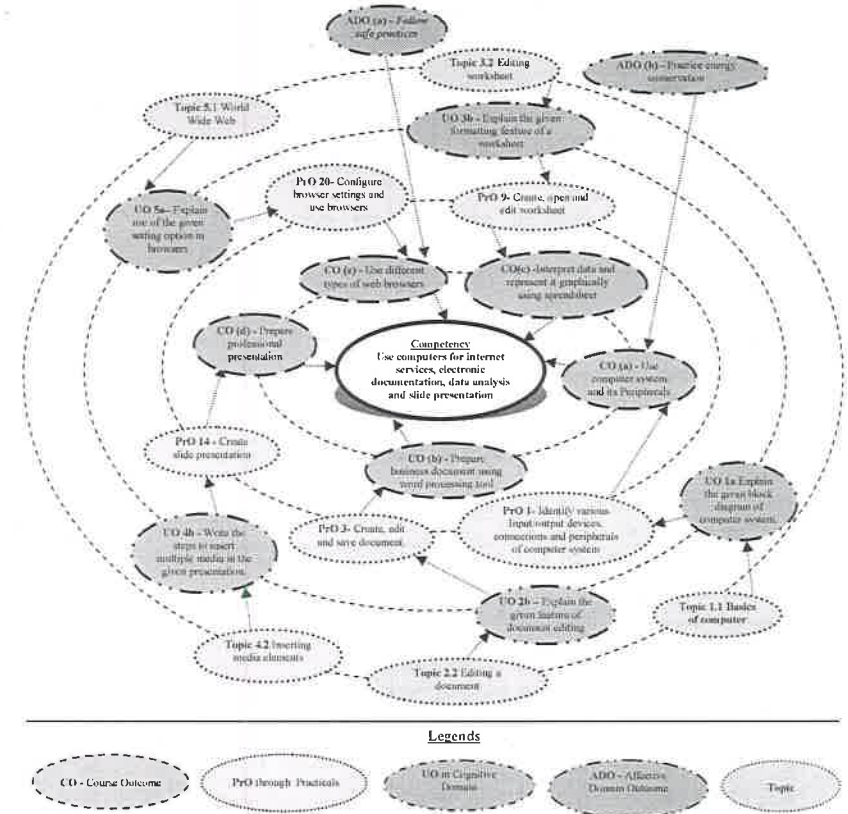 ADO (a) - Follow
safe practices
Topic 3.2 Editing
worksheet
ADO (b) - Practice energy
conservation
Topic 5.1 World
Wide Web
UO 3b - Explain the given
formatting feature of a
worksheet
PrO 20- Configure
browser settings and
use browsers
PrO 9- Create, open and
edit worksheet
UO 5a- Explain
use of the given
setting option in
browsers
CO (e) - Use different
types of web browsers
CO(c) -Interpret data and
represent it graphically
using spreadsheet
CO (d) - Prepare
professional
presentation
Competency
Use computers for internet
services, electronic
documentation, data analysis
and slide presentation
CO (a) - Use
computer system
and its Peripherals
PrO 14 - Create
slide presentation
CO (b) - Prepare
business document using
word processing tool
UO 1a Explain
the given block
diagram of
computer system.
PrO 3- Create, edit
and save document.
PrO 1- Identify various
Input/output devices,
connections and peripherals
of computer system
UO 4b - Write the
steps to insert
multiple media in the
given presentation.
UO 2b - Explain the
given feature of
document editing
Topic 1.1 Basics
of computer
Topic 4.2 Inserting
media elements
Topic 2.2 Editing a
document
Legends
CO - Course Outcome
PrO through Practicals
UO in Cognitive
Domain
ADO - Affective
Domain Outcome
Topic